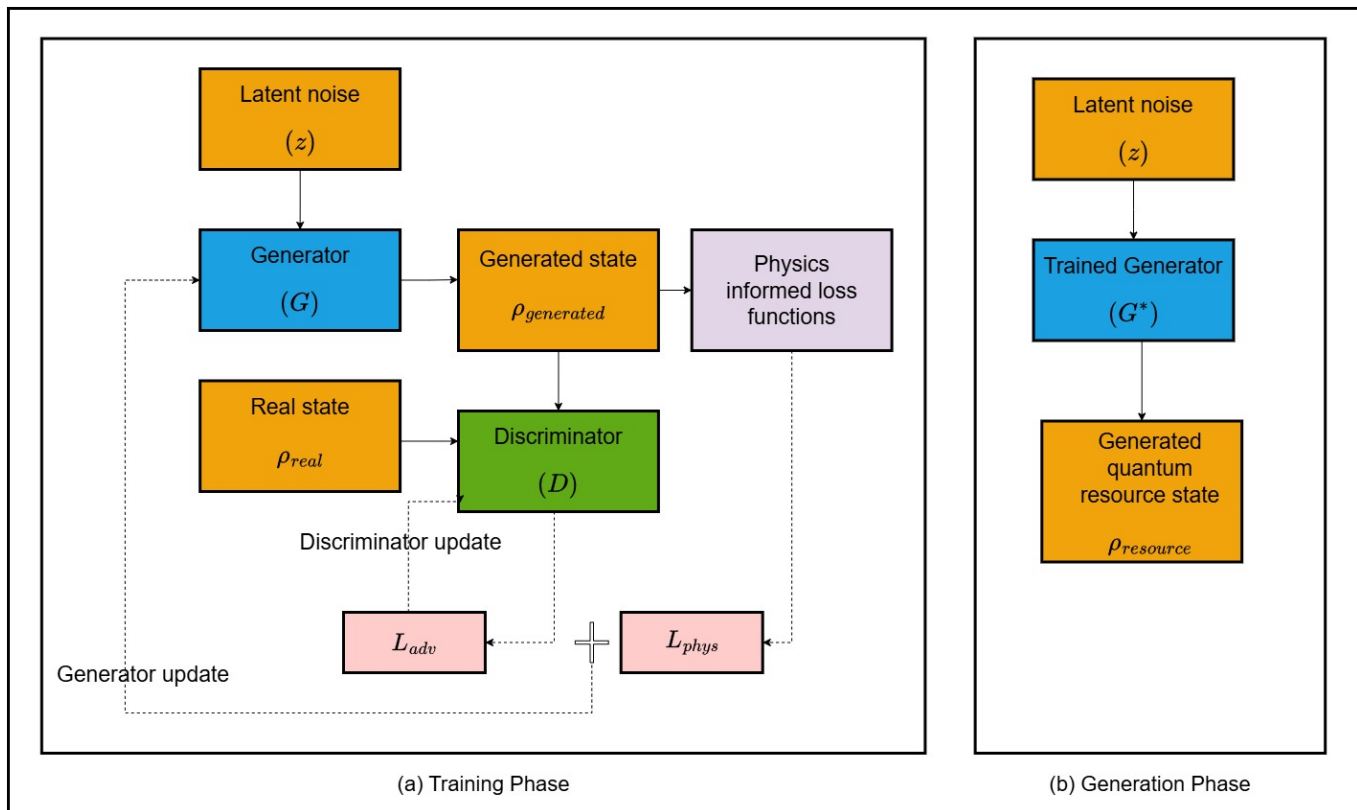 Latent noise
(z)
Generator
(G)
Generated state
ρ_generated
Physics
informed loss
functions
Real state
ρ_real
Discriminator
(D)
Discriminator update
L_adv
L_phys
Generator update
(a) Training Phase
Latent noise
(z)
Trained Generator
(G*)
Generated
quantum
resource state
ρ_resource
(b) Generation Phase